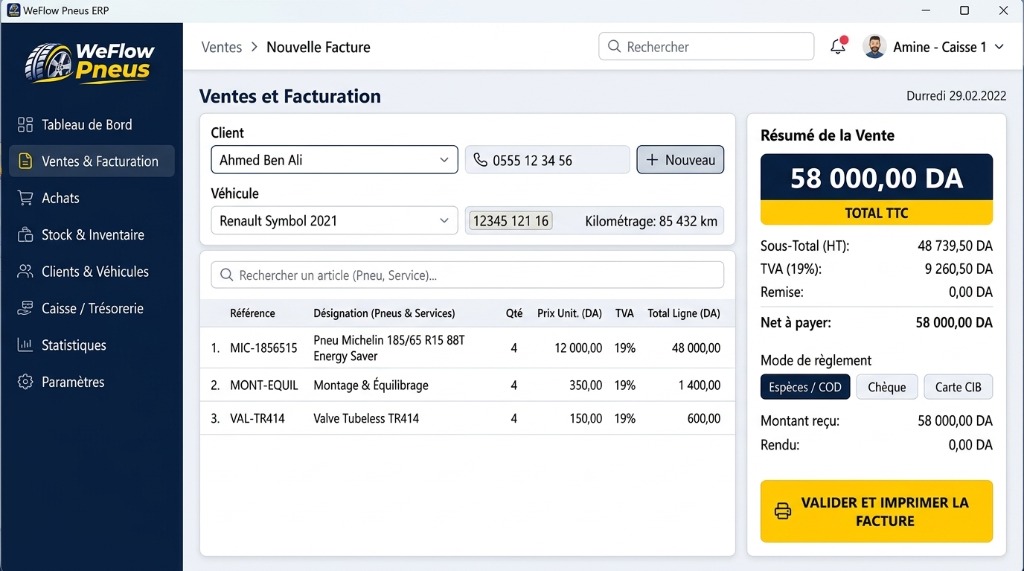 WeFlow Pneus ERP
WeFlow
Pneus
Ventes > Nouvelle Facture
Rechercher
Amine - Caisse 1
Tableau de Bord
Ventes & Facturation
Achats
Stock & Inventaire
Clients & Véhicules
Caisse / Trésorerie
Statistiques
Paramètres
Ventes et Facturation
Durredi 29.02.2022
Client
Ahmed Ben Ali
0555 12 34 56
+ Nouveau
Véhicule
Renault Symbol 2021
12345 121 16
Kilométrage: 85 432 km
Rechercher un article (Pneu, Service)...
Référence Désignation (Pneus & Services) Qté Prix Unit. (DA) TVA Total Ligne (DA)
1. MIC-1856515 Pneu Michelin 185/65 R15 88T Energy Saver 4 12 000,00 19% 48 000,00
2. MONT-EQUIL Montage & Équilibrage 4 350,00 19% 1 400,00
3. VAL-TR414 Valve Tubeless TR414 4 150,00 19% 600,00
Résumé de la Vente
58 000,00 DA
TOTAL TTC
Sous-Total (HT): 48 739,50 DA
TVA (19%): 9 260,50 DA
Remise: 0,00 DA
Net à payer: 58 000,00 DA
Mode de règlement
Espèces / COD
Chèque
Carte CIB
Montant reçu: 58 000,00 DA
Rendu: 0,00 DA
VALIDER ET IMPRIMER LA
FACTURE